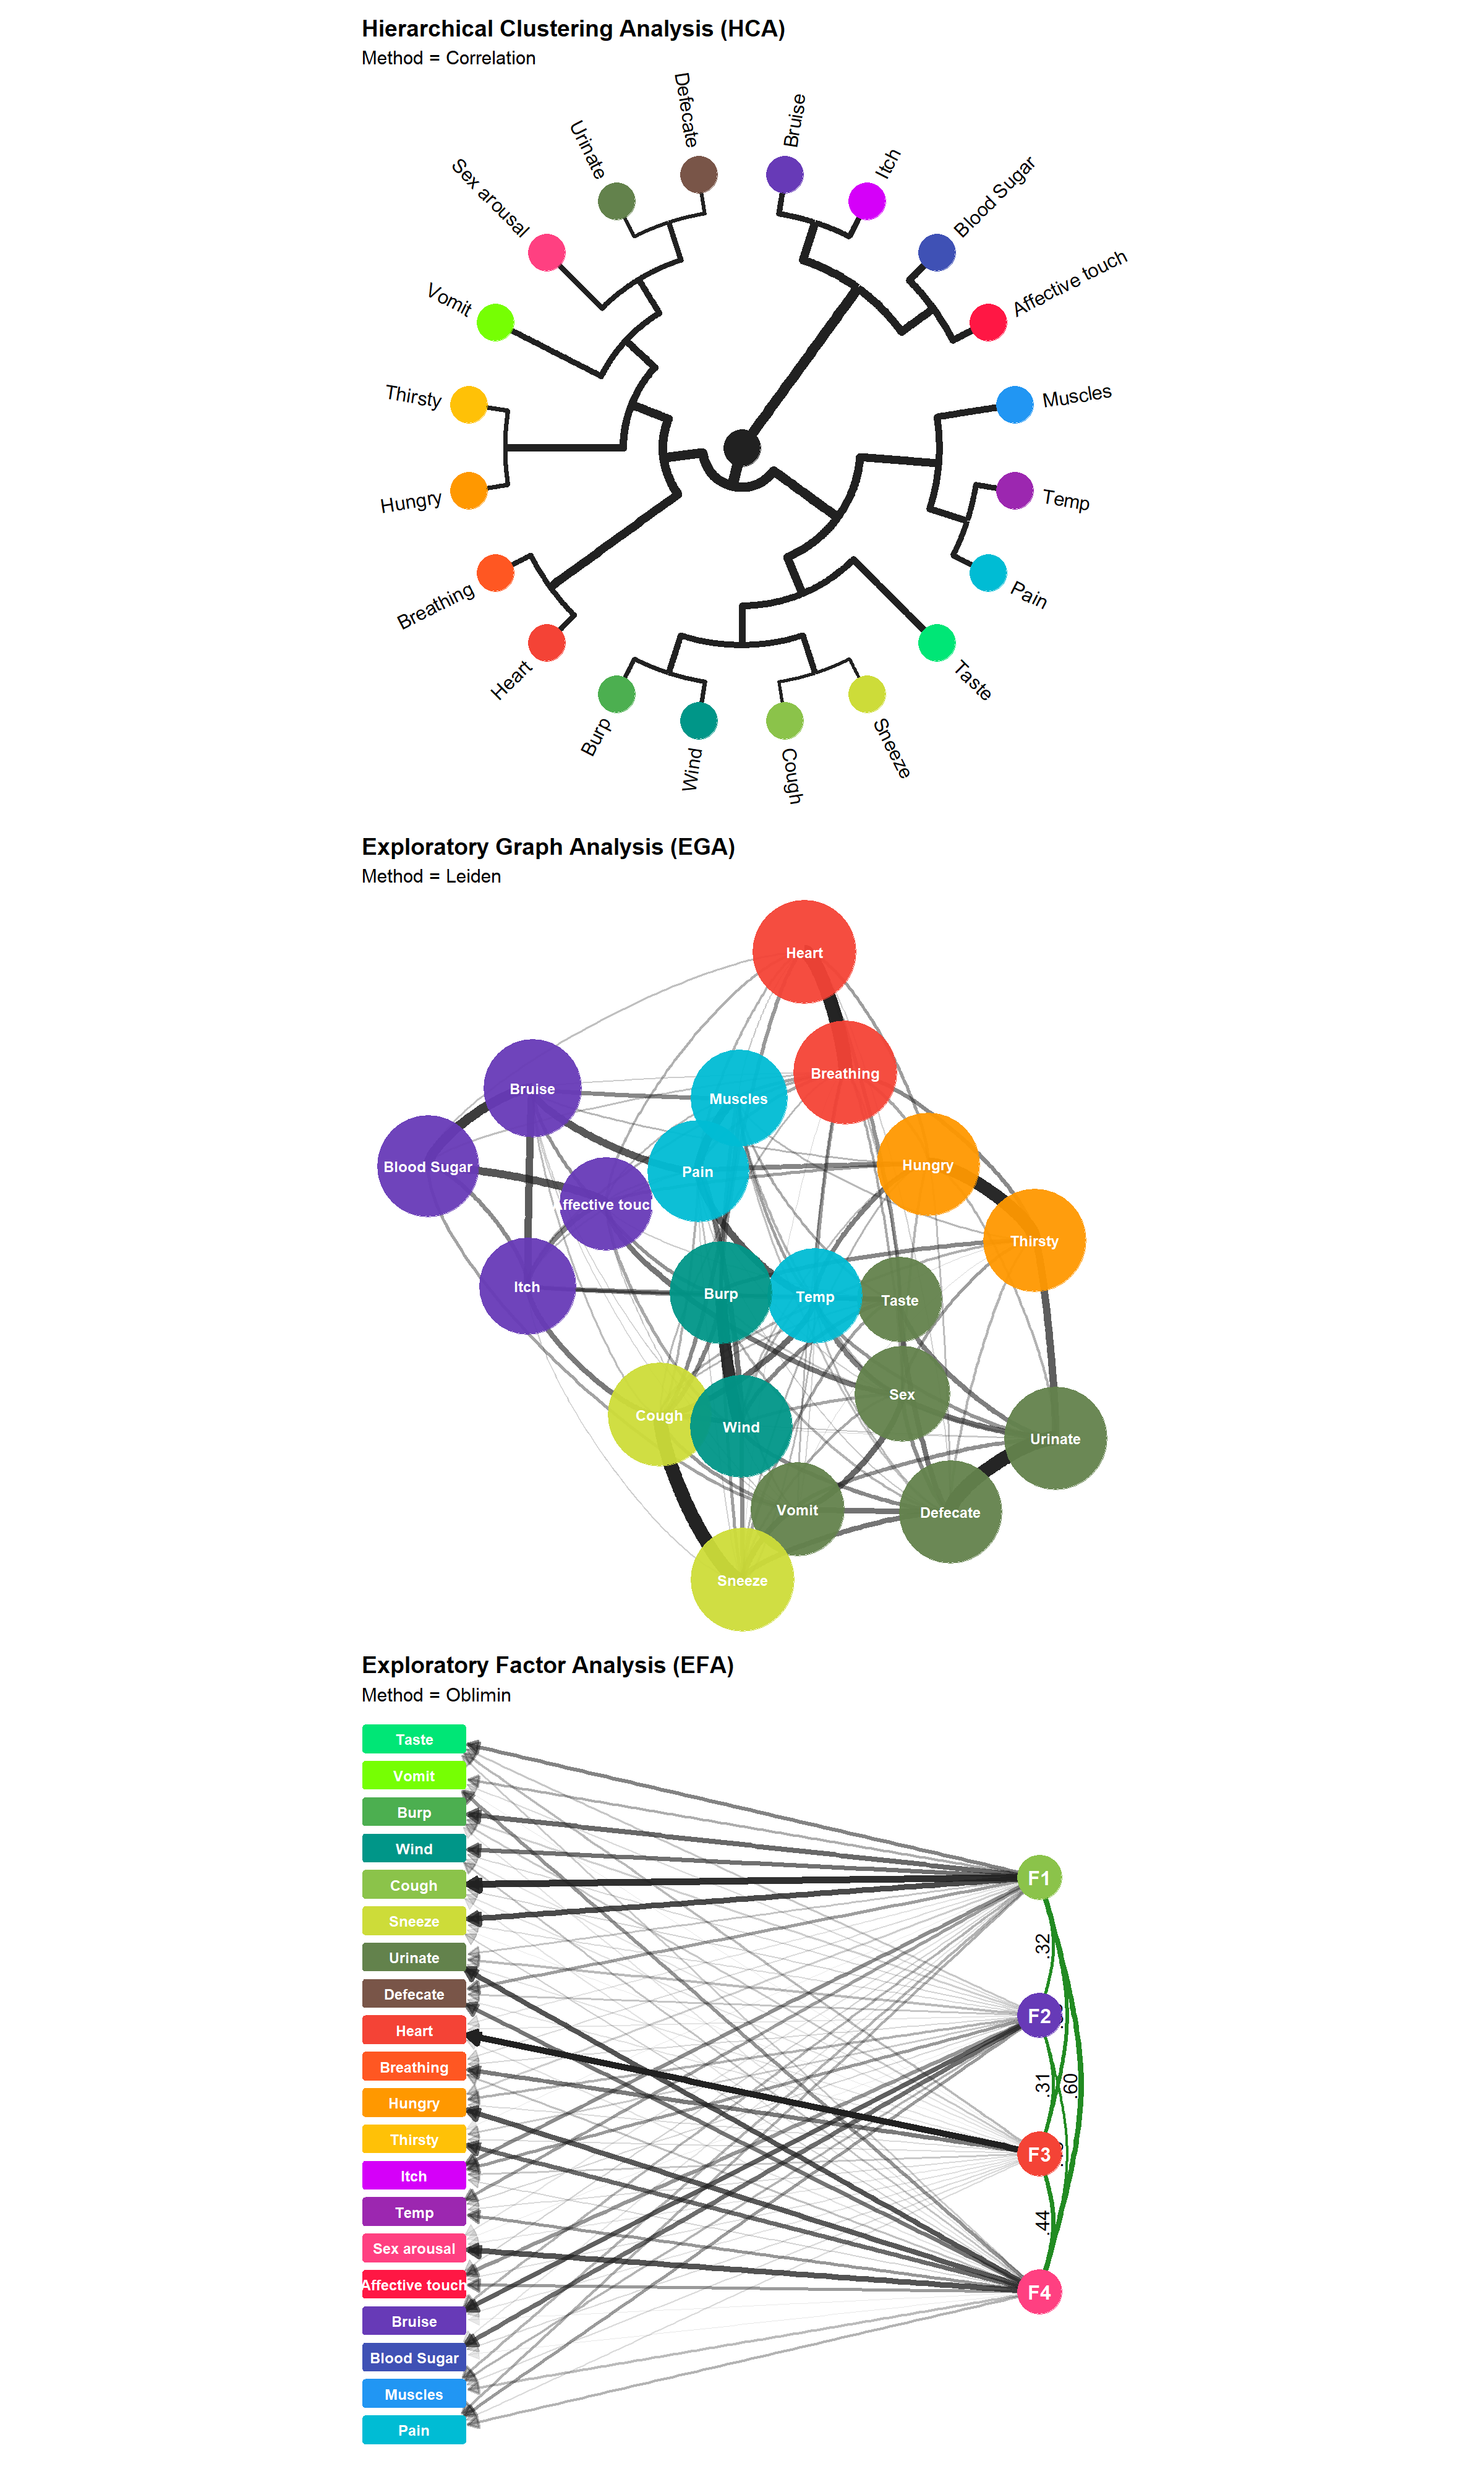 Hierarchical Clustering Analysis (HCA)
Method = Correlation
Defecate
Bruise
Urinate
Itch
Sex arousal
Blood Sugar
Vomit
Affective touch
Thirsty
Muscles
Hungry
Temp
Breathing
Pain
Heart
Taste
Burp
Wind
Cough
Sneeze
Exploratory Graph Analysis (EGA)
Method = Leiden
Heart
Breathing
Bruise
Muscles
Blood Sugar
Pain
Hungry
Affective touch
Thirsty
Itch
Burp
Temp
Taste
Sex
Cough
Wind
Urinate
Vomit
Defecate
Sneeze
Exploratory Factor Analysis (EFA)
Method = Oblimin
Taste
Vomit
Burp
Wind
Cough
Sneeze
Urinate
Defecate
Heart
Breathing
Hungry
Thirsty
Itch
Temp
Sex arousal
Affective touch
Bruise
Blood Sugar
Muscles
Pain
F1
.32
F2
.31
.60
F3
.44
F4